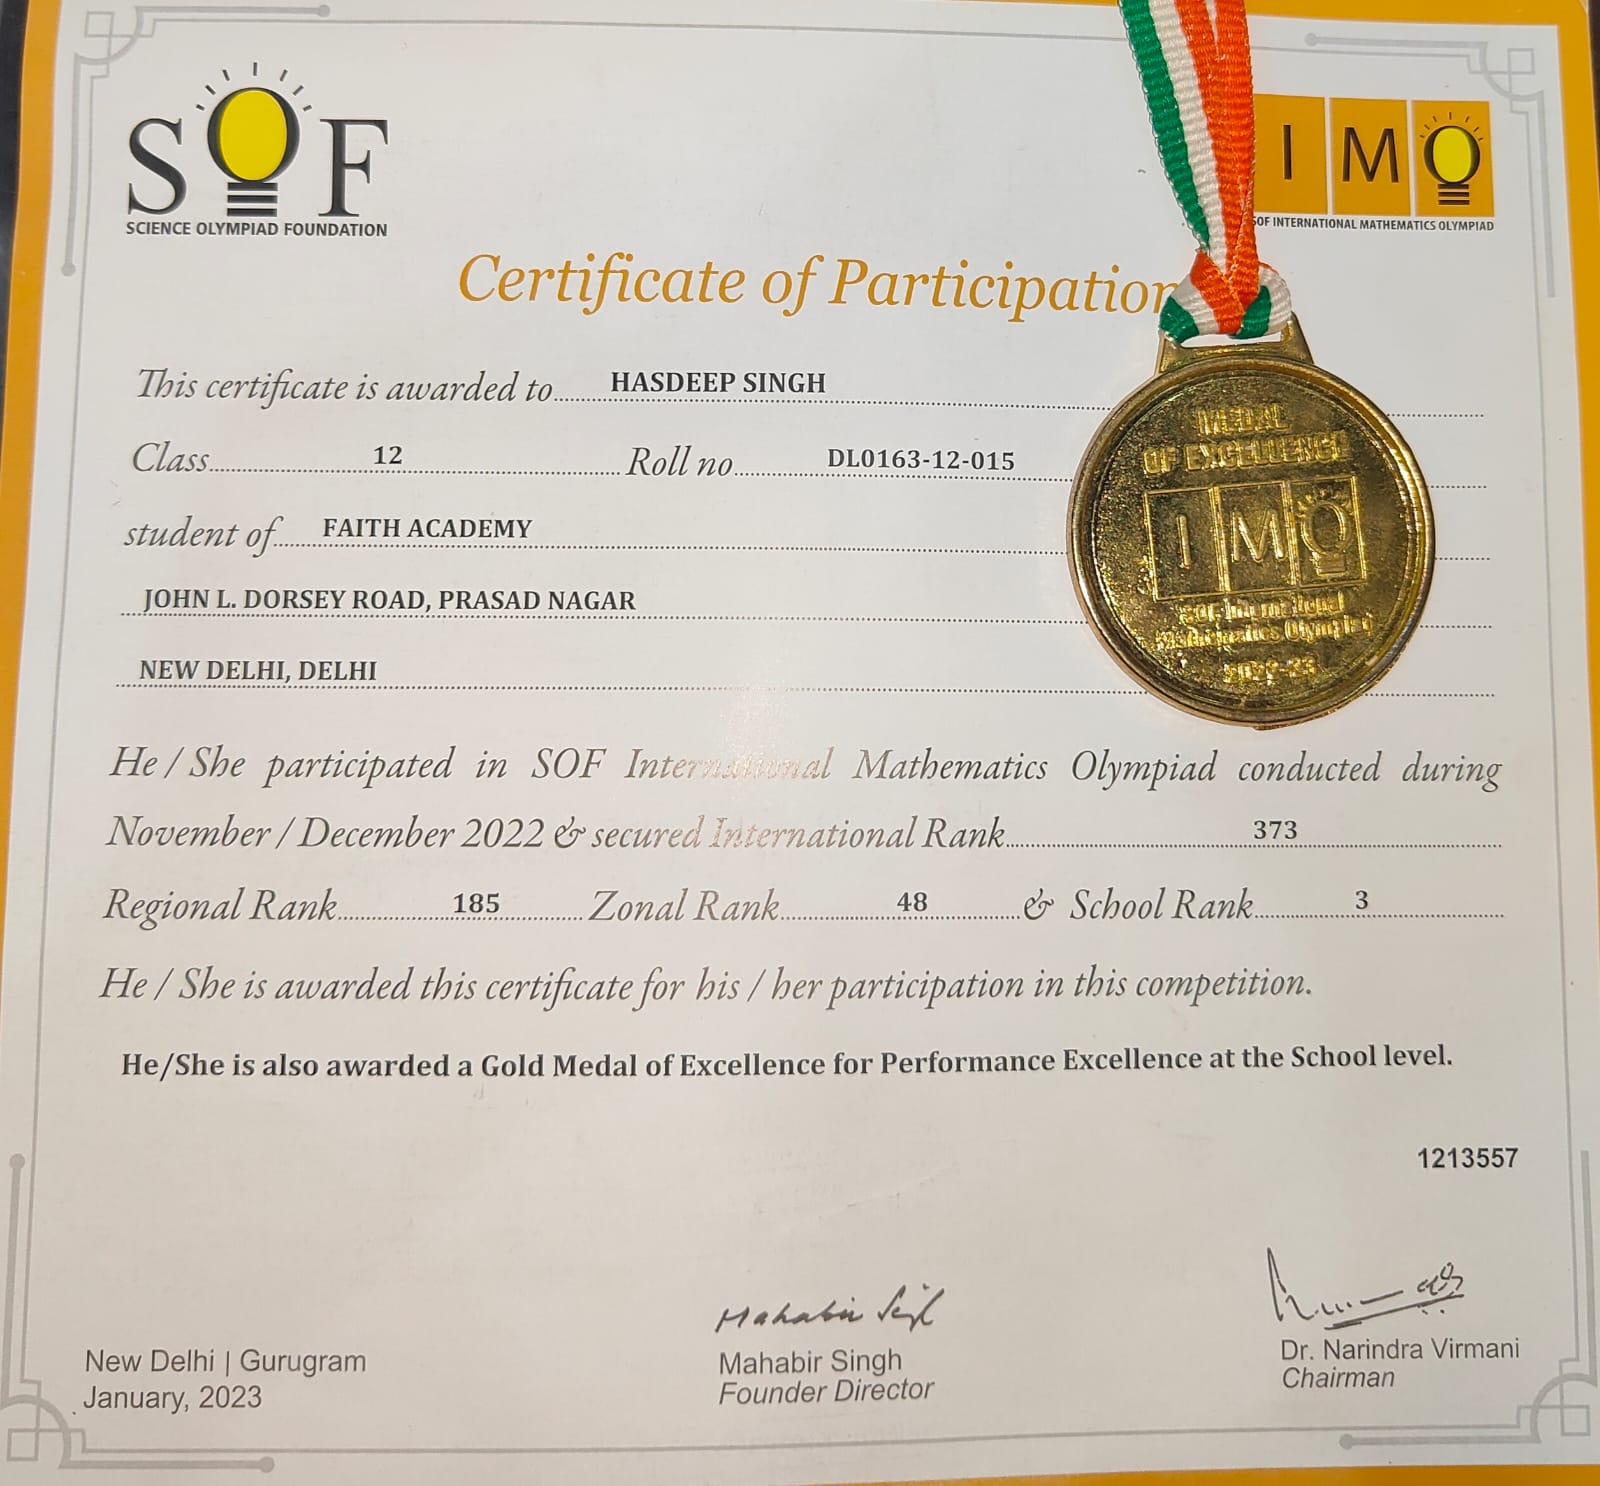 SOF
SCIENCE OLYMPIAD FOUNDATION
IMO
SOF INTERNATIONAL MATHEMATICS OLYMPIAD
Certificate of Participation
This certificate is awarded to HASDEEP SINGH
Class 12 Roll no DL0163-12-015
student of FAITH ACADEMY
JOHN L. DORSEY ROAD, PRASAD NAGAR
NEW DELHI, DELHI
MEDAL
OF EXCELLENCE
IMO
SOF International
Mathematics Olympiad
2022-23
He / She participated in SOF International Mathematics Olympiad conducted during
November / December 2022 & secured International Rank 373
Regional Rank 185 Zonal Rank 48 & School Rank 3
He / She is awarded this certificate for his / her participation in this competition.
He/She is also awarded a Gold Medal of Excellence for Performance Excellence at the School level.
1213557
Mahabir Singh
New Delhi | Gurugram
January, 2023
Mahabir Singh
Founder Director
Dr. Narindra Virmani
Chairman